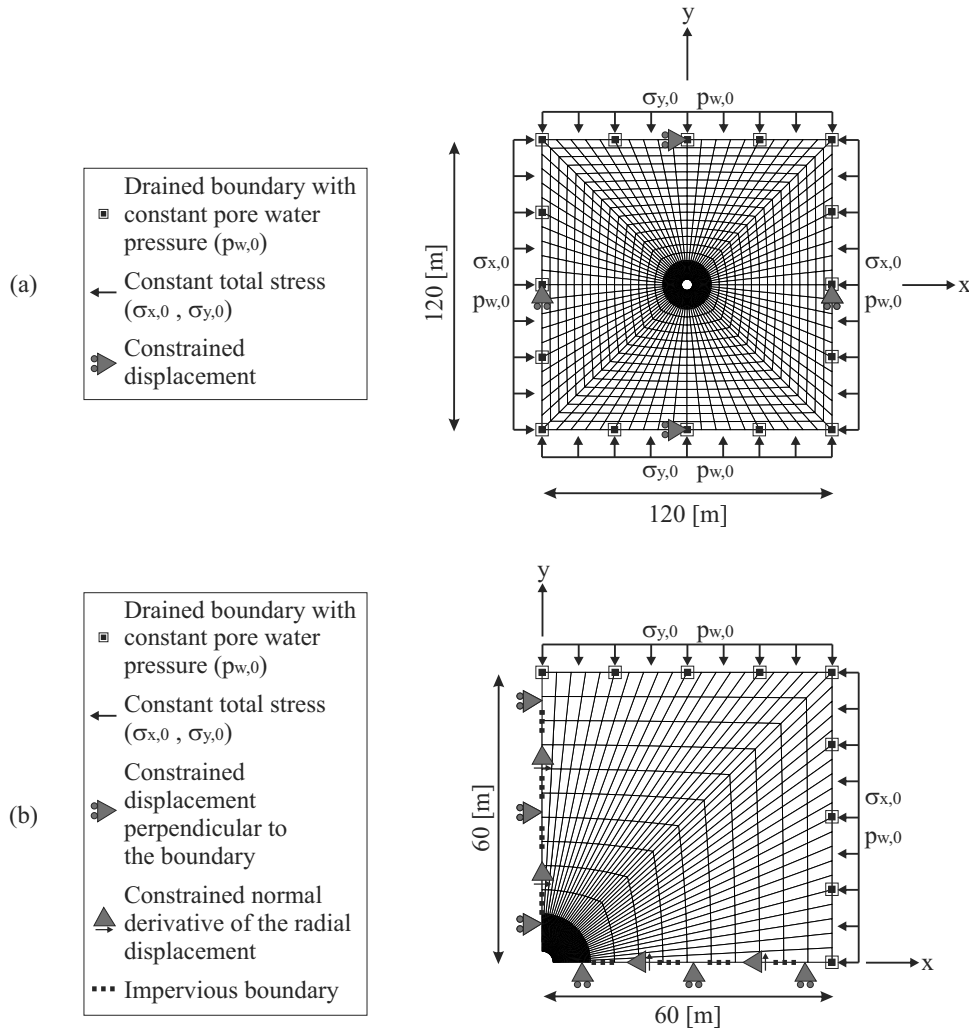 (a)
Drained boundary with
constant pore water
pressure (pw,0)
Constant total stress
(σx,0 , σy,0)
Constrained
displacement
y
σy,0 pw,0
120 [m]
σx,0
pw,0
σx,0
pw,0
x
σy,0 pw,0
120 [m]
(b)
Drained boundary with
constant pore water
pressure (pw,0)
Constant total stress
(σx,0 , σy,0)
Constrained
displacement
perpendicular to
the boundary
Constrained normal
derivative of the radial
displacement
Impervious boundary
y
σy,0 pw,0
60 [m]
σx,0
pw,0
x
60 [m]